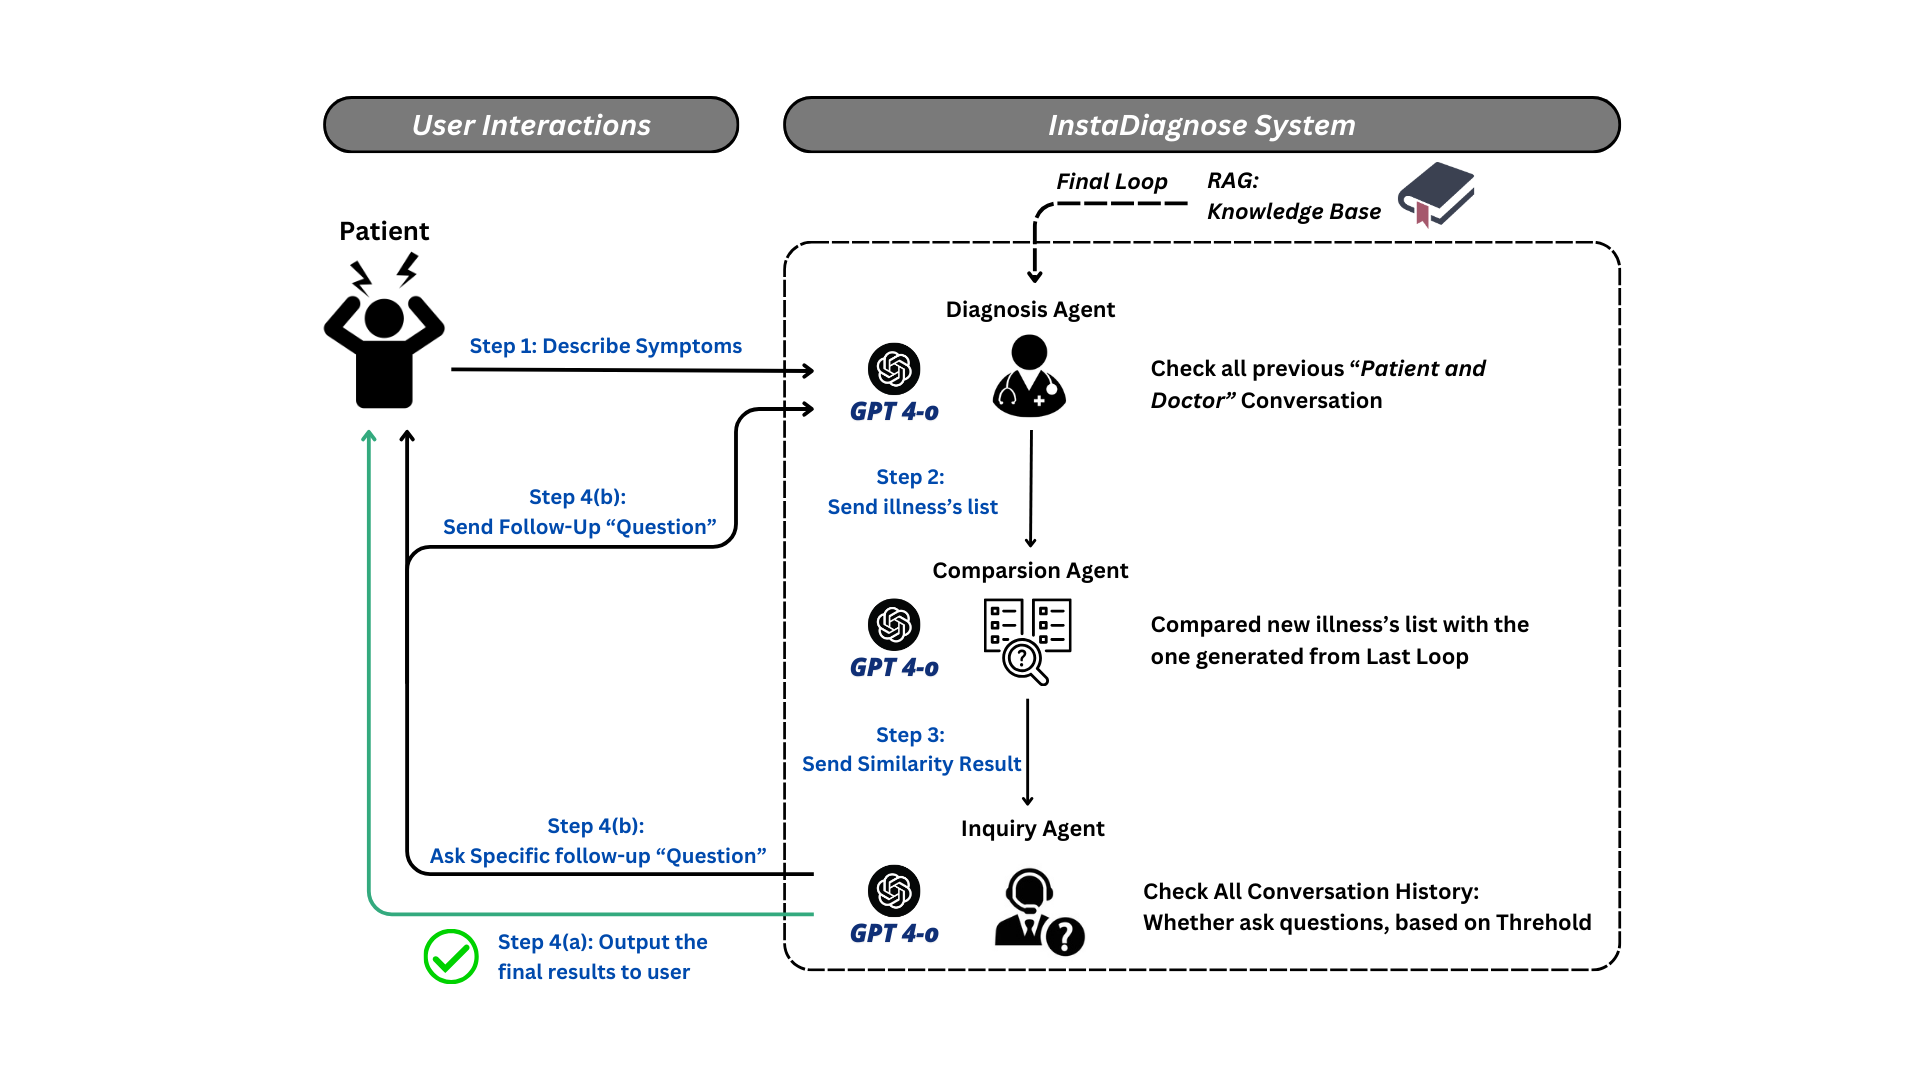 User Interactions
InstaDiagnose System
Final Loop
RAG:
Knowledge Base
Patient
Diagnosis Agent
Step 1: Describe Symptoms
GPT 4-o
Check all previous “Patient and
Doctor” Conversation
Step 2:
Send illness’s list
Step 4(b):
Send Follow-Up “Question”
Comparsion Agent
GPT 4-o
?
Compared new illness’s list with the
one generated from Last Loop
Step 3:
Send Similarity Result
Inquiry Agent
Step 4(b):
Ask Specific follow-up “Question”
GPT 4-o
?
Check All Conversation History:
Whether ask questions, based on Threhold
Step 4(a): Output the
final results to user